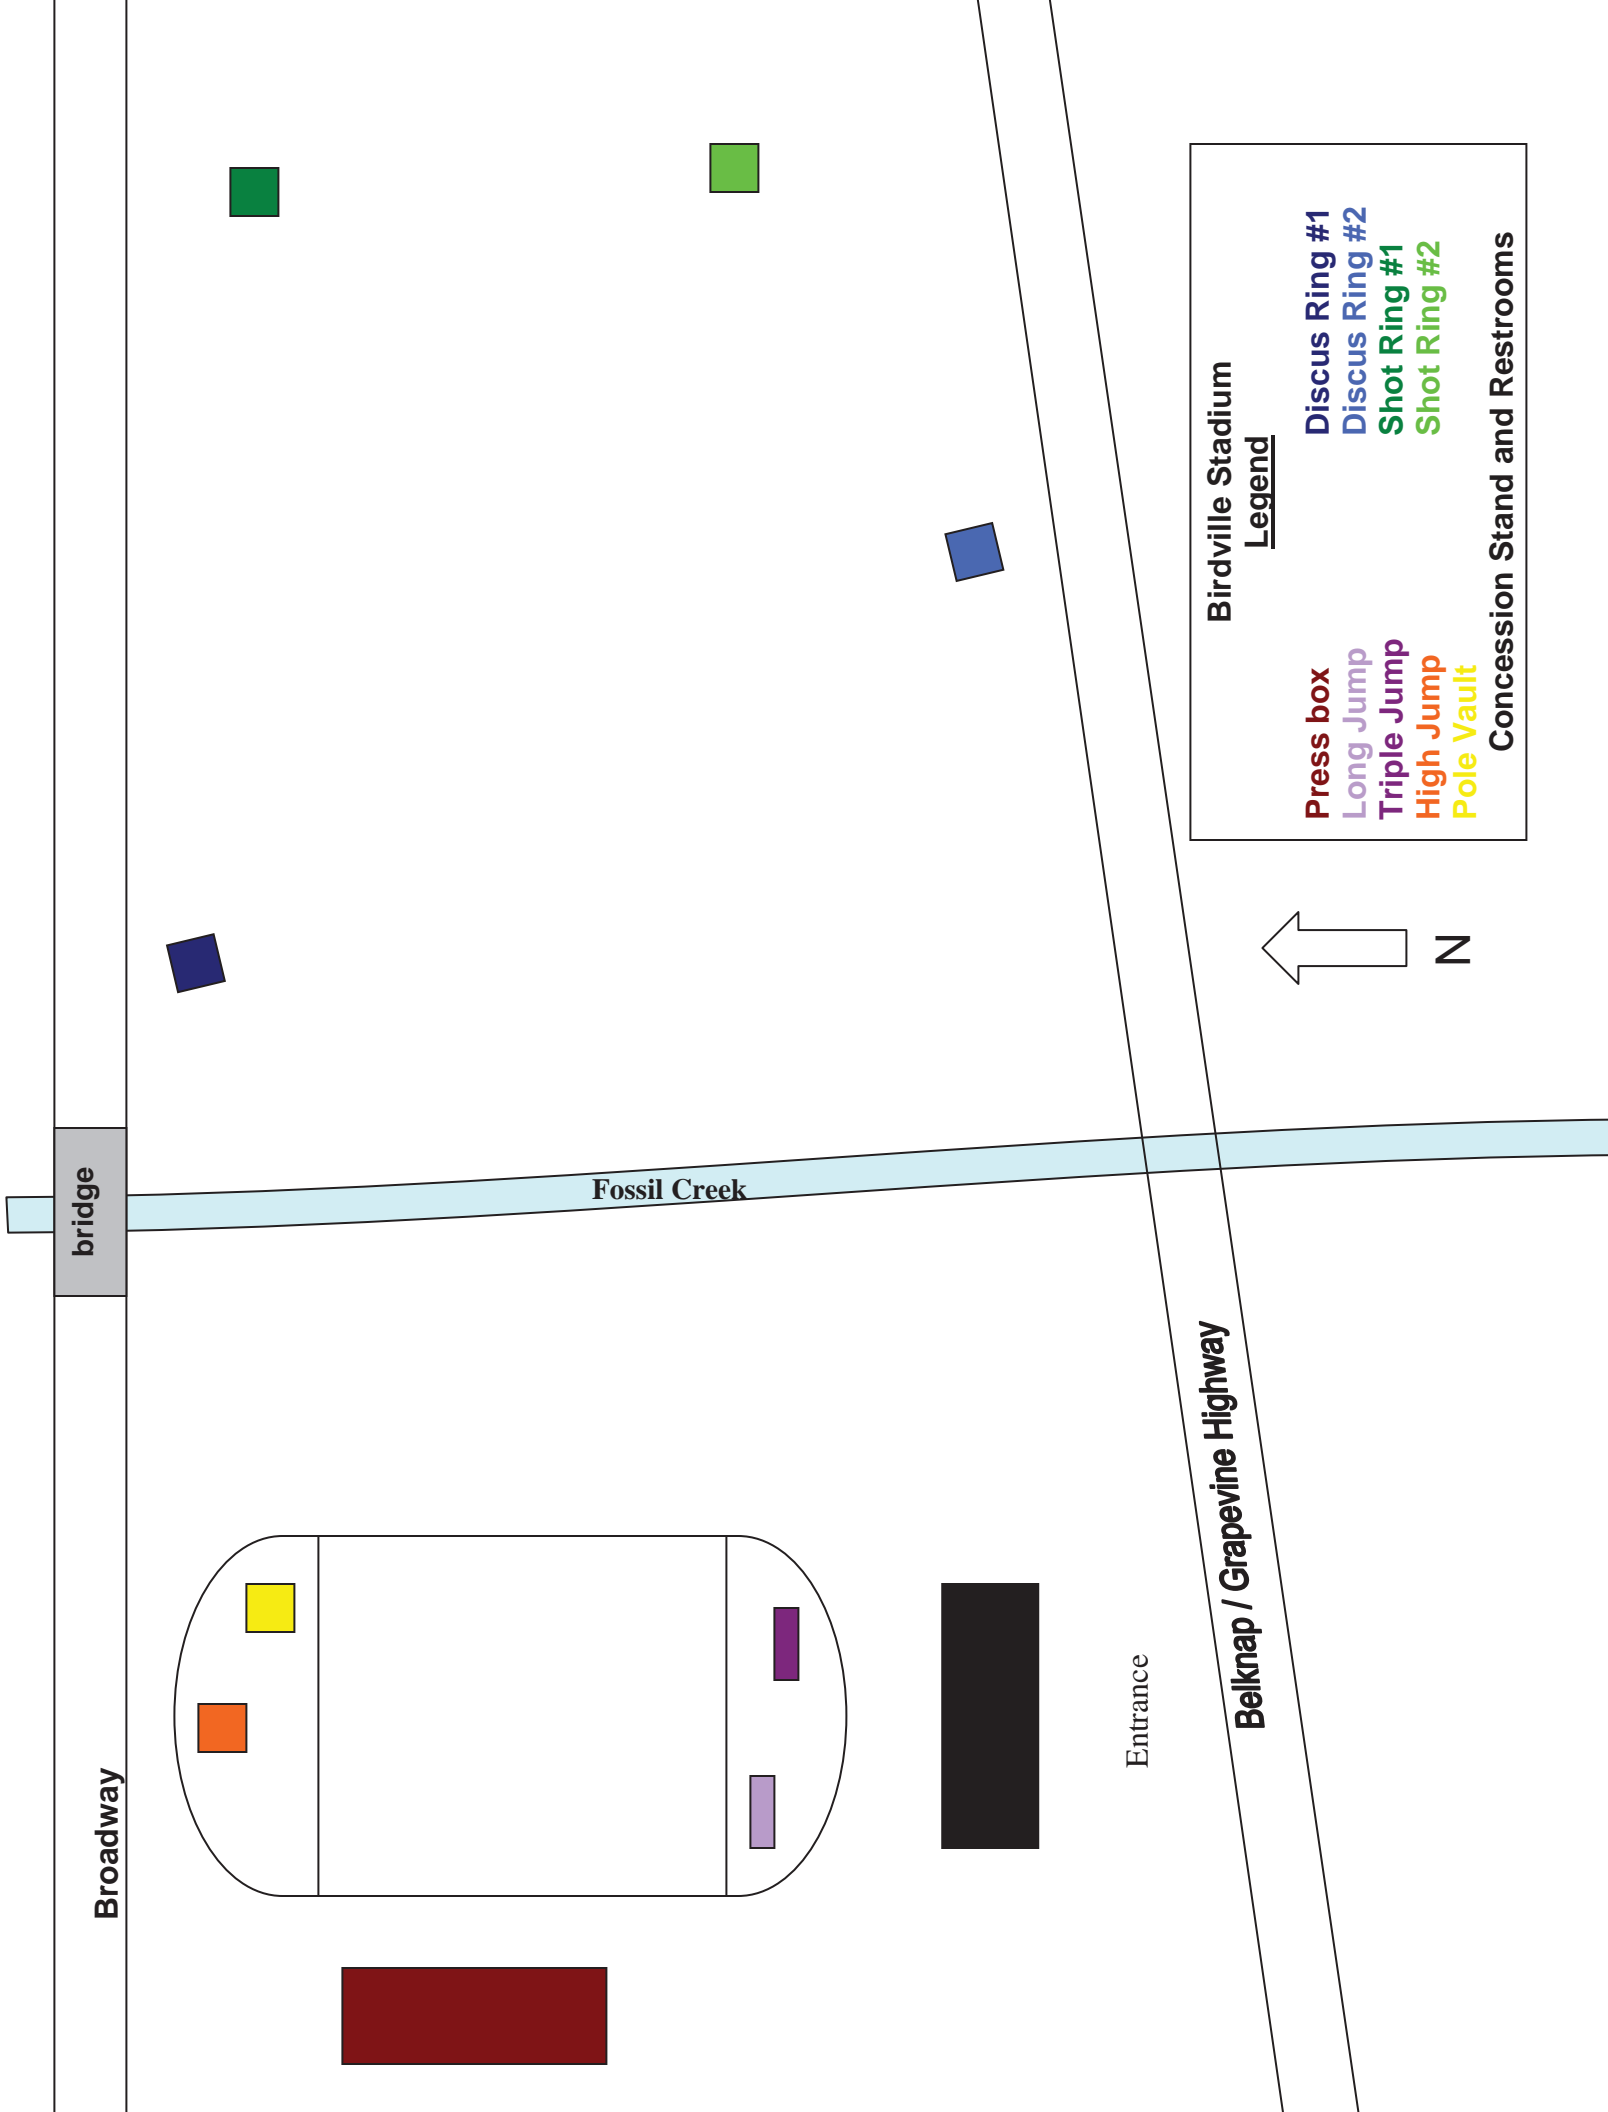 Birdville Stadium
Legend
Press box
Long Jump
Triple Jump
High Jump
Pole Vault
Discus Ring #1
Discus Ring #2
Shot Ring #1
Shot Ring #2
Concession Stand and Restrooms
N
Broadway
bridge
Fossil Creek
Entrance
Belknap / Grapevine Highway